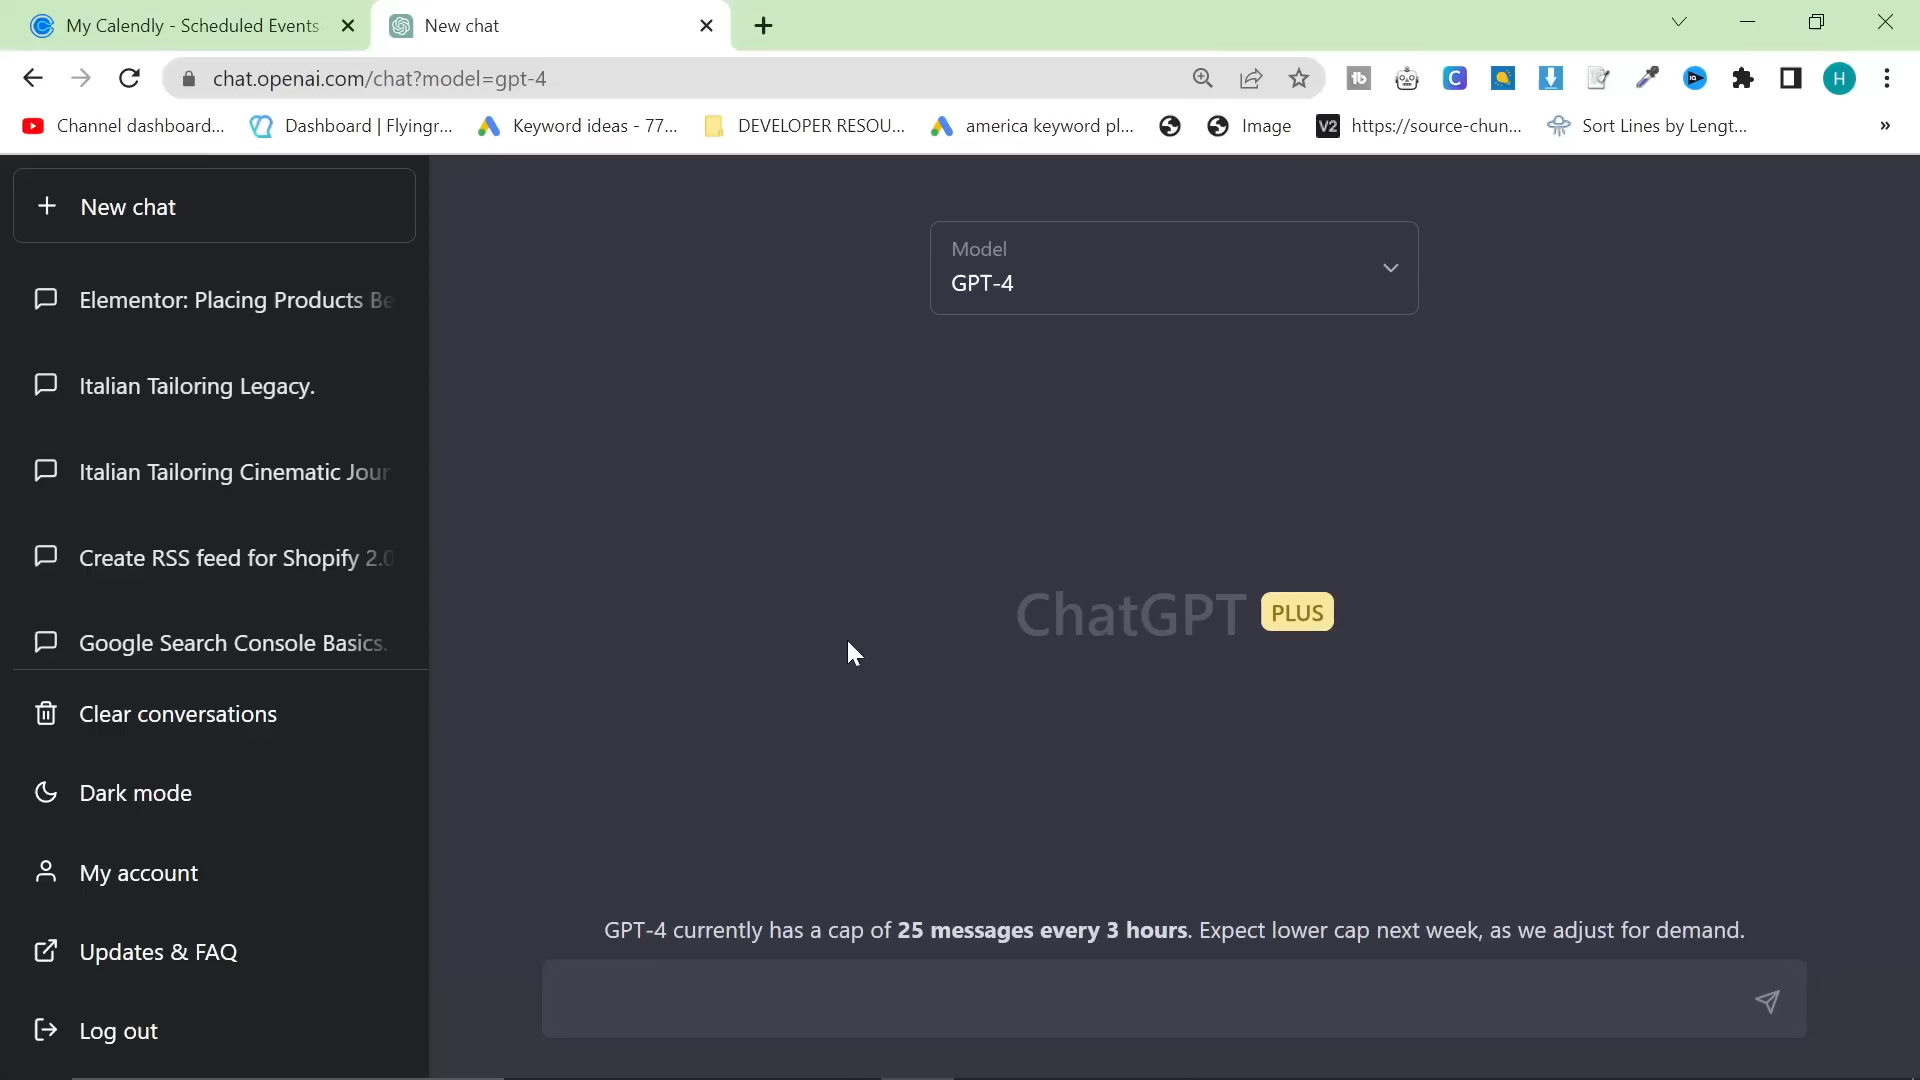 My Calendly - Scheduled Events
New chat
chat.openai.com/chat?model=gpt-4
H
Channel dashboard...
Dashboard | Flyingr...
Keyword ideas - 77...
DEVELOPER RESOU...
america keyword pl...
Image
V2
https://source-chun...
Sort Lines by Lengt...
»
New chat
Elementor: Placing Products Be
Italian Tailoring Legacy.
Italian Tailoring Cinematic Jour
Create RSS feed for Shopify 2.0
Google Search Console Basics.
Clear conversations
Dark mode
My account
Updates & FAQ
Log out
Model
GPT-4
ChatGPT PLUS
GPT-4 currently has a cap of 25 messages every 3 hours. Expect lower cap next week, as we adjust for demand.